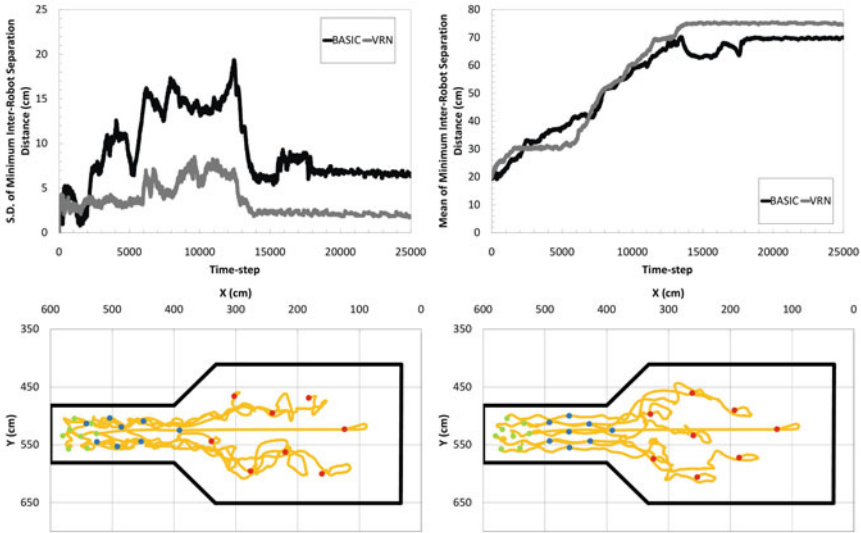 25
20
15
10
5
0
S.D. of Minimum Inter-Robot Separation
Distance (cm)
BASIC VRN
0 5000 10000 15000 20000 25000
Time-step
80
70
60
50
40
30
20
10
0
Mean of Minimum Inter-Robot Separation
Distance (cm)
BASIC VRN
0 5000 10000 15000 20000 25000
Time-step
X (cm)
600 500 400 300 200 100 0
350
450
550
650
Y (cm)
X (cm)
600 500 400 300 200 100 0
350
450
550
650
Y (cm)